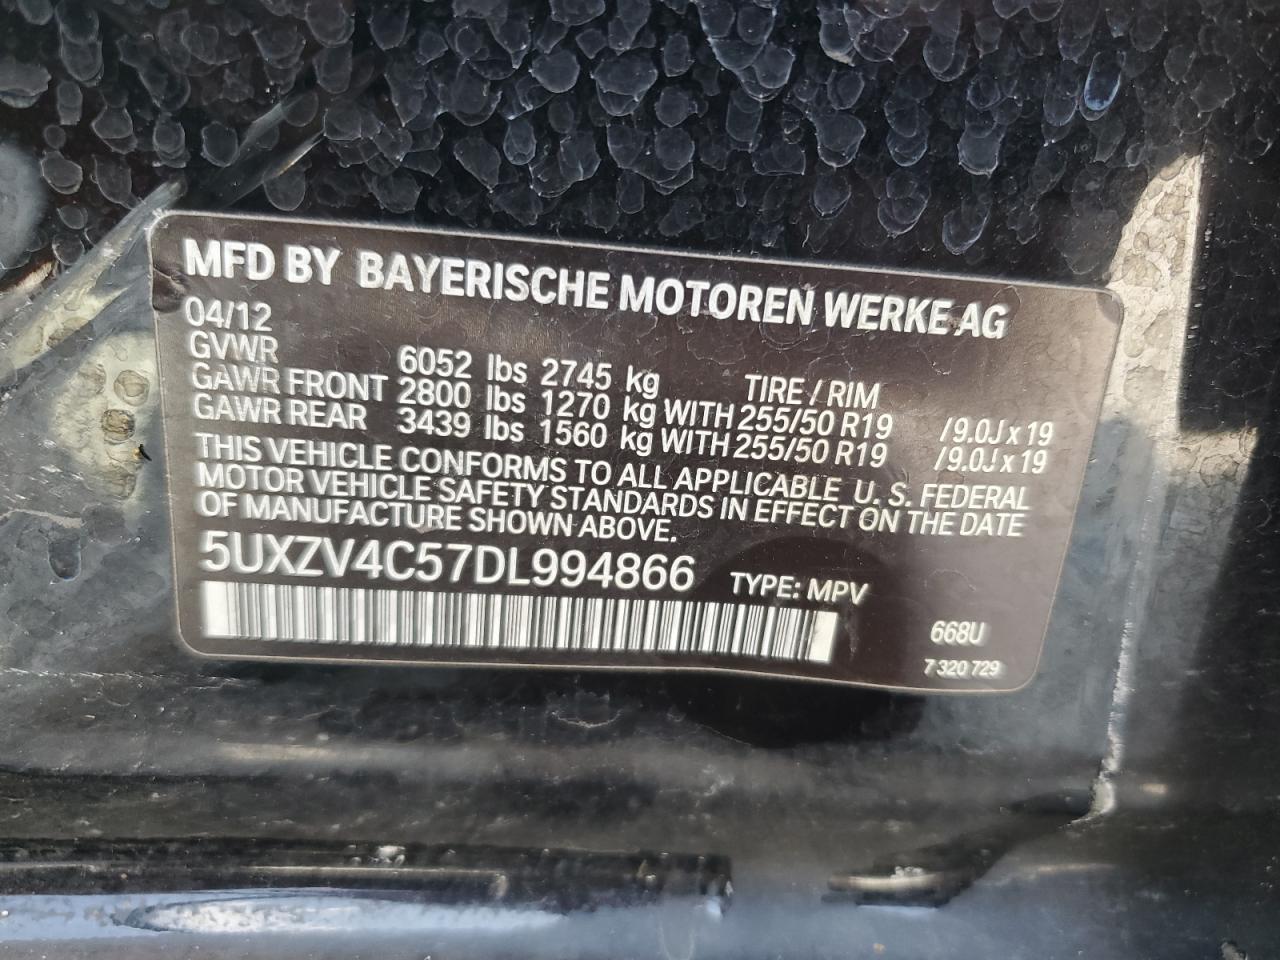 MFD BY BAYERISCHE MOTOREN WERKE AG
04/12
GVWR 6052 lbs 2745 kg TIRE / RIM
GAWR FRONT 2800 lbs 1270 kg WITH 255/50 R19 /9.0J x 19
GAWR REAR 3439 lbs 1560 kg WITH 255/50 R19 /9.0J x 19
THIS VEHICLE CONFORMS TO ALL APPLICABLE U. S. FEDERAL
MOTOR VEHICLE SAFETY STANDARDS IN EFFECT ON THE DATE
OF MANUFACTURE SHOWN ABOVE.
5UXZV4C57DL994866 TYPE: MPV
668U
7 320 729